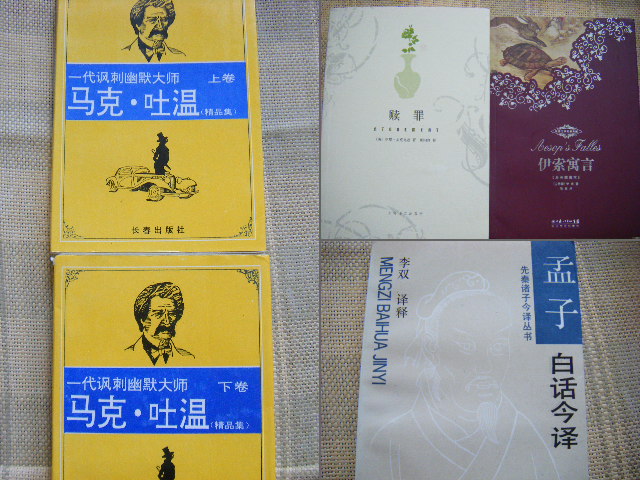 一代讽刺幽默大师 上卷
马克·吐温(精品集)
长春出版社
一代讽刺幽默大师 下卷
马克·吐温(精品集)
赎罪
Aesop's Fables
伊索寓言
孟子
白话今译
先秦诸子今译丛书
李双 译释
MENGZI BAIHUA JINYI